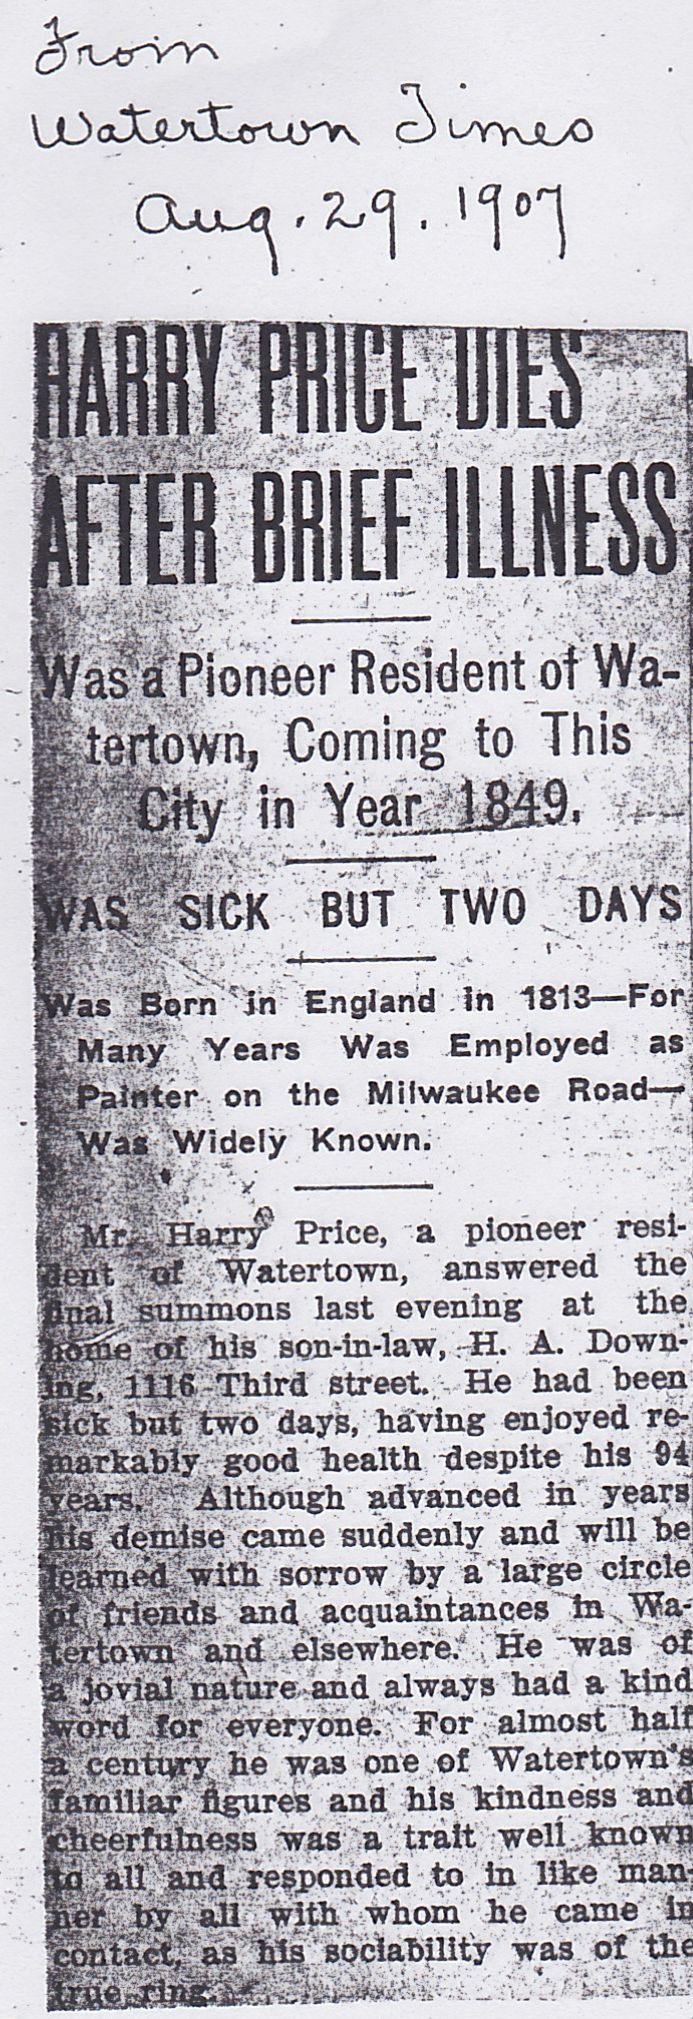 From
Watertown Times
Aug. 29. 1907
HARRY PRICE DIES
AFTER BRIEF ILLNESS
Was a Pioneer Resident of Wa-
tertown, Coming to This
City in Year 1849.
WAS SICK BUT TWO DAYS
Was Born in England in 1813—For
Many Years Was Employed as
Painter on the Milwaukee Road—
Was Widely Known.
Mr. Harry Price, a pioneer resi-
dent of Watertown, answered the
final summons last evening at the
home of his son-in-law, H. A. Down-
ing, 1116 Third street. He had been
sick but two days, having enjoyed re-
markably good health despite his 94
years. Although advanced in years
his demise came suddenly and will be
learned with sorrow by a large circle
of friends and acquaintances in Wa-
tertown and elsewhere. He was of
a jovial nature and always had a kind
word for everyone. For almost half
a century he was one of Watertown's
familiar figures and his kindness and
cheerfulness was a trait well known
to all and responded to in like man
ner by all with whom he came in
contact, as his sociability was of the
true ring.